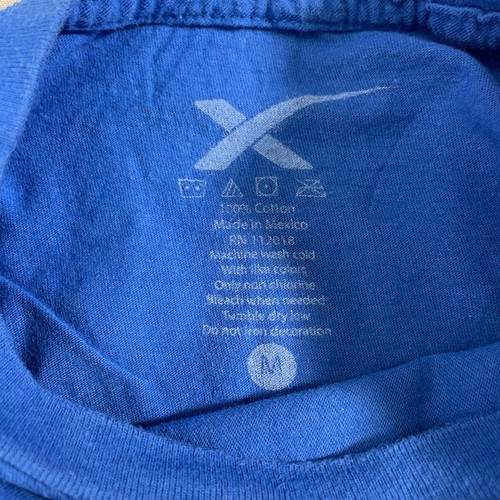 X
100% Cotton
Made in Mexico
RN 112018
Machine wash cold
With like colors
Only non chlorine
Bleach when needed
Tumble dry low
Do not iron decoration
M